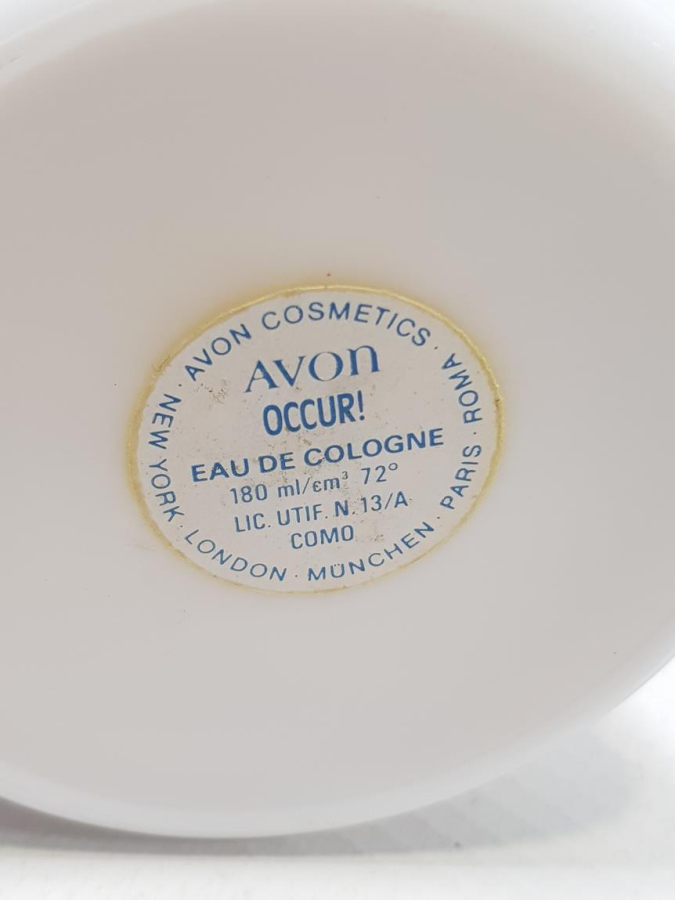 · AVON COSMETICS · ROMA · PARIS · MÜNCHEN · LONDON · NEW YORK
AVON
OCCUR!
EAU DE COLOGNE
180 ml/cm³ 72°
LIC. UTIF. N. 13/A
COMO